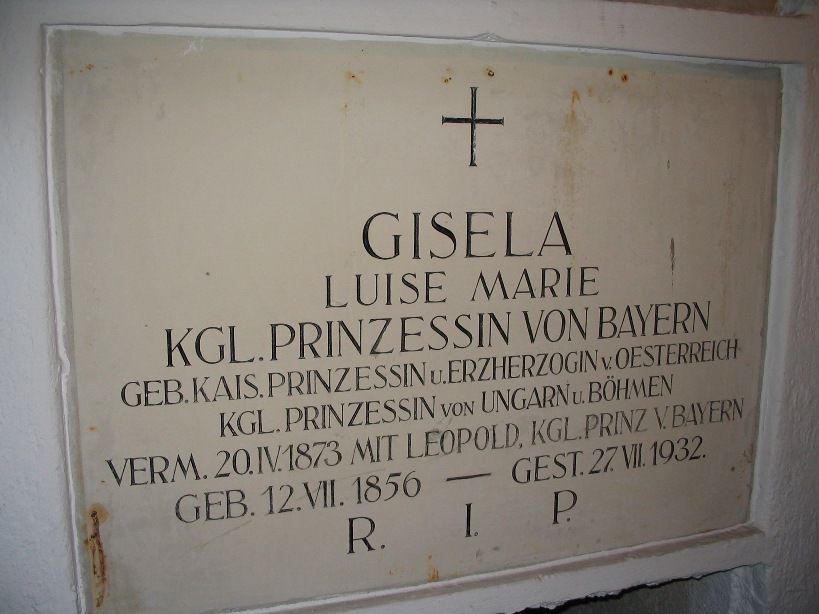 GISELA
LUISE MARIE
KGL. PRINZESSIN VON BAYERN
GEB. KAIS. PRINZESSIN U. ERZHERZOGIN V. OESTERREICH
KGL. PRINZESSIN VON UNGARN U. BÖHMEN
VERM. 20.IV.1873 MIT LEOPOLD, KGL. PRINZ V. BAYERN
GEB. 12.VII.1856 — GEST. 27.VII.1932.
R. I. P.